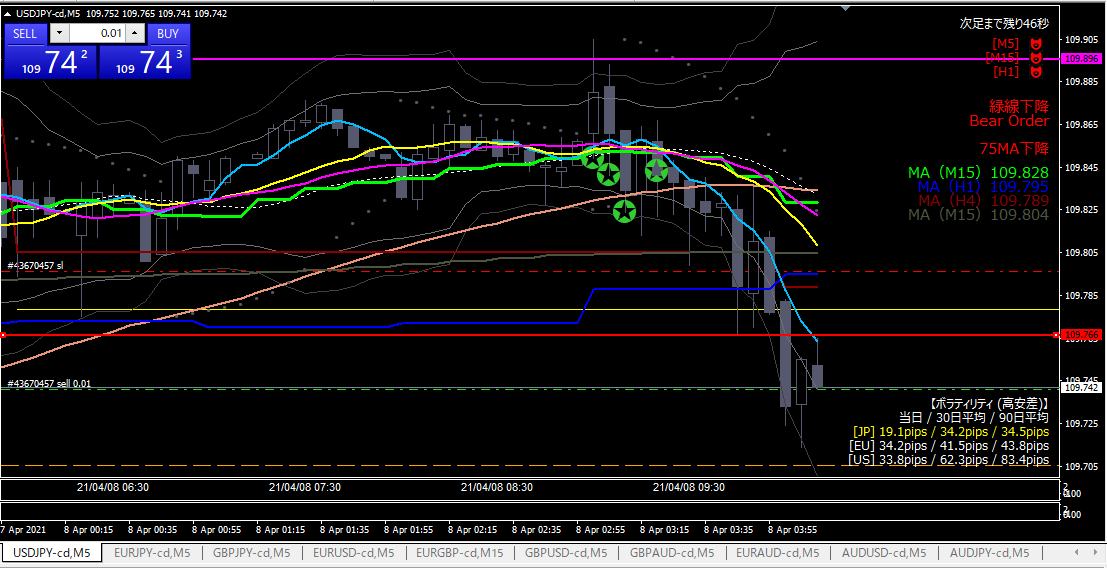 USDJPY-cd,M5 109.752 109.765 109.741 109.742
SELL
0.01
BUY
109 74 2
109 74 3
次足まで残り46秒
[M5]
[M15]
[H1]
緑線下降
Bear Order
75MA下降
MA (M15) 109.828
MA (H1) 109.795
MA (H4) 109.789
MA (M15) 109.804
109.905
109.896
109.885
109.865
109.845
109.825
109.805
109.785
109.766
109.745
109.742
109.725
109.705
#43670457 sl
#43670457 sell 0.01
【ボラティリティ (高安差)】
当日 / 30日平均 / 90日平均
[JP] 19.1pips / 34.2pips / 34.5pips
[EU] 34.2pips / 41.5pips / 43.8pips
[US] 33.8pips / 62.3pips / 83.4pips
21/04/08 06:30
21/04/08 07:30
21/04/08 08:30
21/04/08 09:30
7 Apr 2021
8 Apr 00:15
8 Apr 00:35
8 Apr 00:55
8 Apr 01:15
8 Apr 01:35
8 Apr 01:55
8 Apr 02:15
8 Apr 02:35
8 Apr 02:55
8 Apr 03:15
8 Apr 03:35
8 Apr 03:55
USDJPY-cd,M5
EURJPY-cd,M5
GBPJPY-cd,M5
EURUSD-cd,M5
EURGBP-cd,M15
GBPUSD-cd,M5
GBPAUD-cd,M5
EURAUD-cd,M5
AUDUSD-cd,M5
AUDJPY-cd,M5